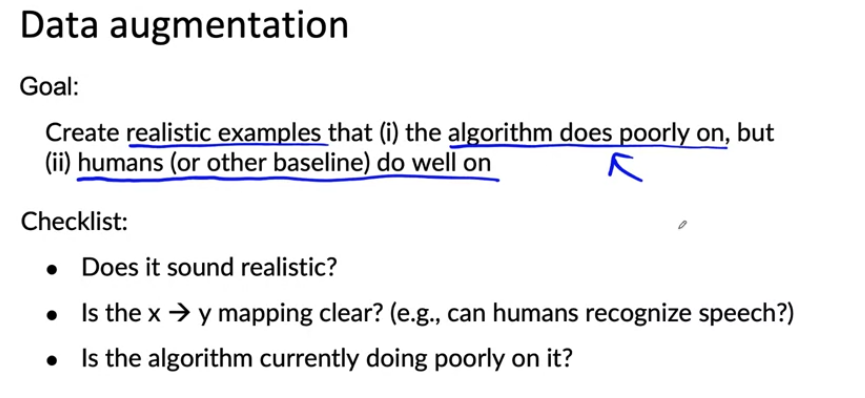 Data augmentation
Goal:
Create realistic examples that (i) the algorithm does poorly on, but
(ii) humans (or other baseline) do well on
Checklist:
• Does it sound realistic?
• Is the x → y mapping clear? (e.g., can humans recognize speech?)
• Is the algorithm currently doing poorly on it?